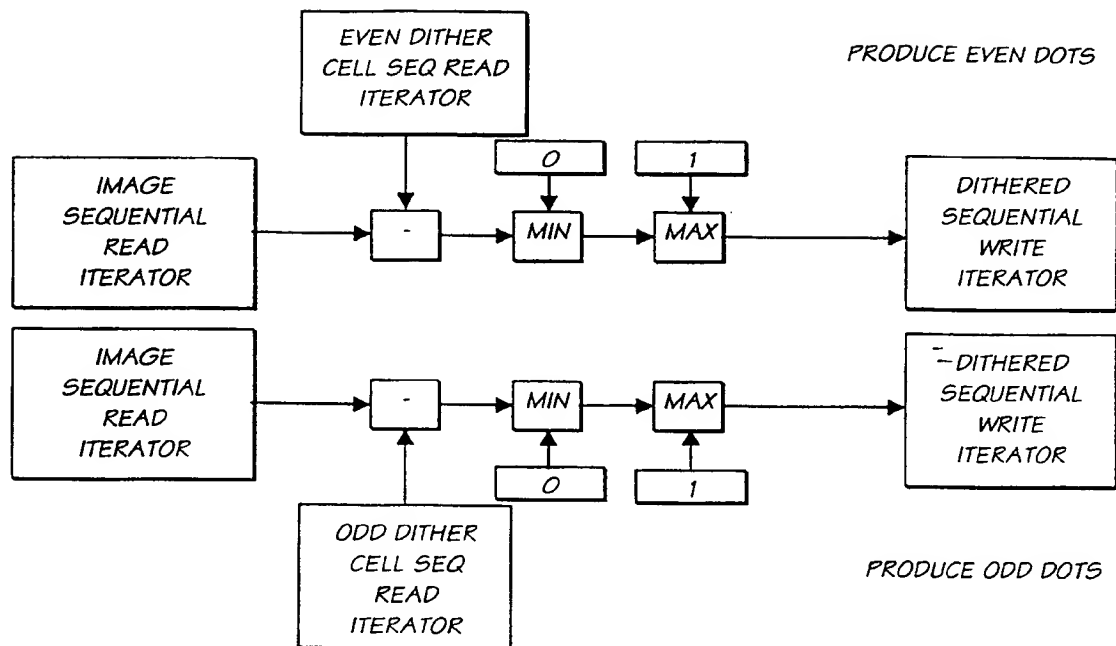 EVEN DITHER
CELL SEQ READ
ITERATOR
PRODUCE EVEN DOTS
IMAGE
SEQUENTIAL
READ
ITERATOR
-
0
MIN
1
MAX
DITHERED
SEQUENTIAL
WRITE
ITERATOR
IMAGE
SEQUENTIAL
READ
ITERATOR
-
MIN
0
MAX
1
DITHERED
SEQUENTIAL
WRITE
ITERATOR
ODD DITHER
CELL SEQ
READ
ITERATOR
PRODUCE ODD DOTS